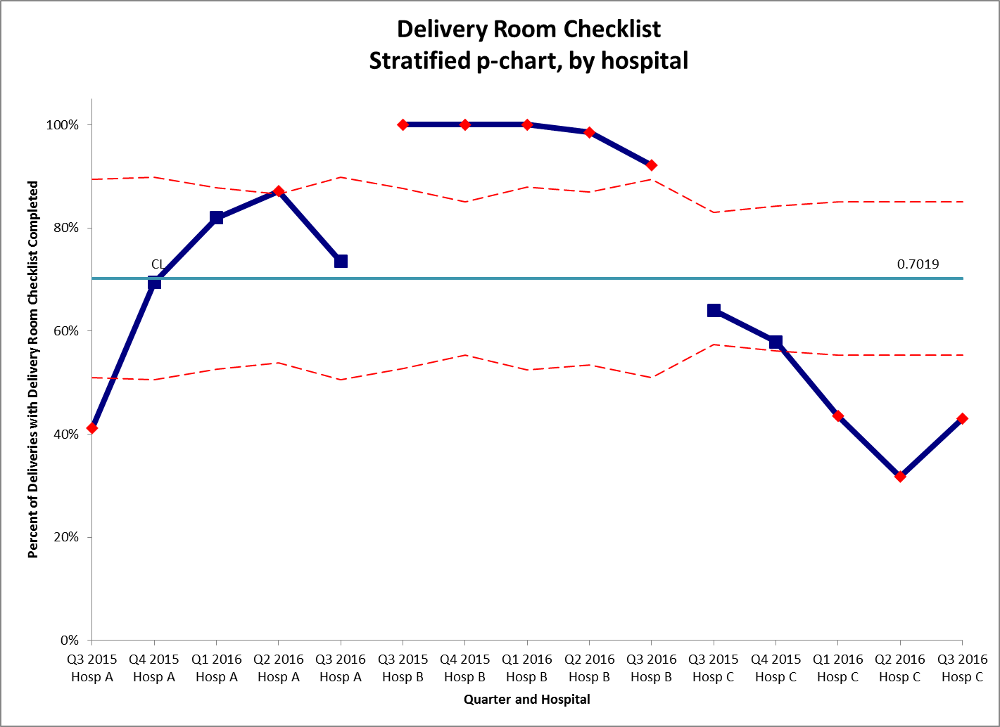 Delivery Room Checklist
Stratified p-chart, by hospital
Percent of Deliveries with Delivery Room Checklist Completed
100%
80%
60%
40%
20%
0%
CL
0.7019
Q3 2015 Q4 2015 Q1 2016 Q2 2016 Q3 2016 Q3 2015 Q4 2015 Q1 2016 Q2 2016 Q3 2016 Q3 2015 Q4 2015 Q1 2016 Q2 2016 Q3 2016
Hosp A Hosp A Hosp A Hosp A Hosp A Hosp B Hosp B Hosp B Hosp B Hosp B Hosp C Hosp C Hosp C Hosp C Hosp C
Quarter and Hospital